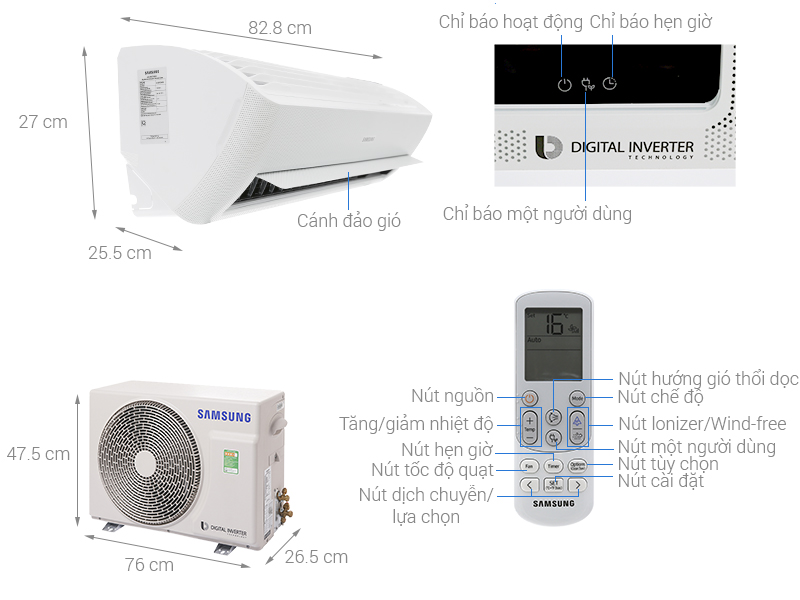 82.8 cm
27 cm
25.5 cm
SAMSUNG
Cánh đảo gió
Chỉ báo hoạt động
Chỉ báo hẹn giờ
DIGITAL INVERTER
TECHNOLOGY
Chỉ báo một người dùng
47.5 cm
76 cm
26.5 cm
SAMSUNG
DIGITAL INVERTER
TECHNOLOGY
Set
16°C
Auto
Nút nguồn
Tăng/giảm nhiệt độ
Nút hẹn giờ
Nút tốc độ quạt
Nút dịch chuyển/
lựa chọn
Mode
+
Temp
−
Fan
Timer
Options
SET
SAMSUNG
Nút hướng gió thổi dọc
Nút chế độ
Nút Ionizer/Wind-free
Nút một người dùng
Nút tùy chọn
Nút cài đặt